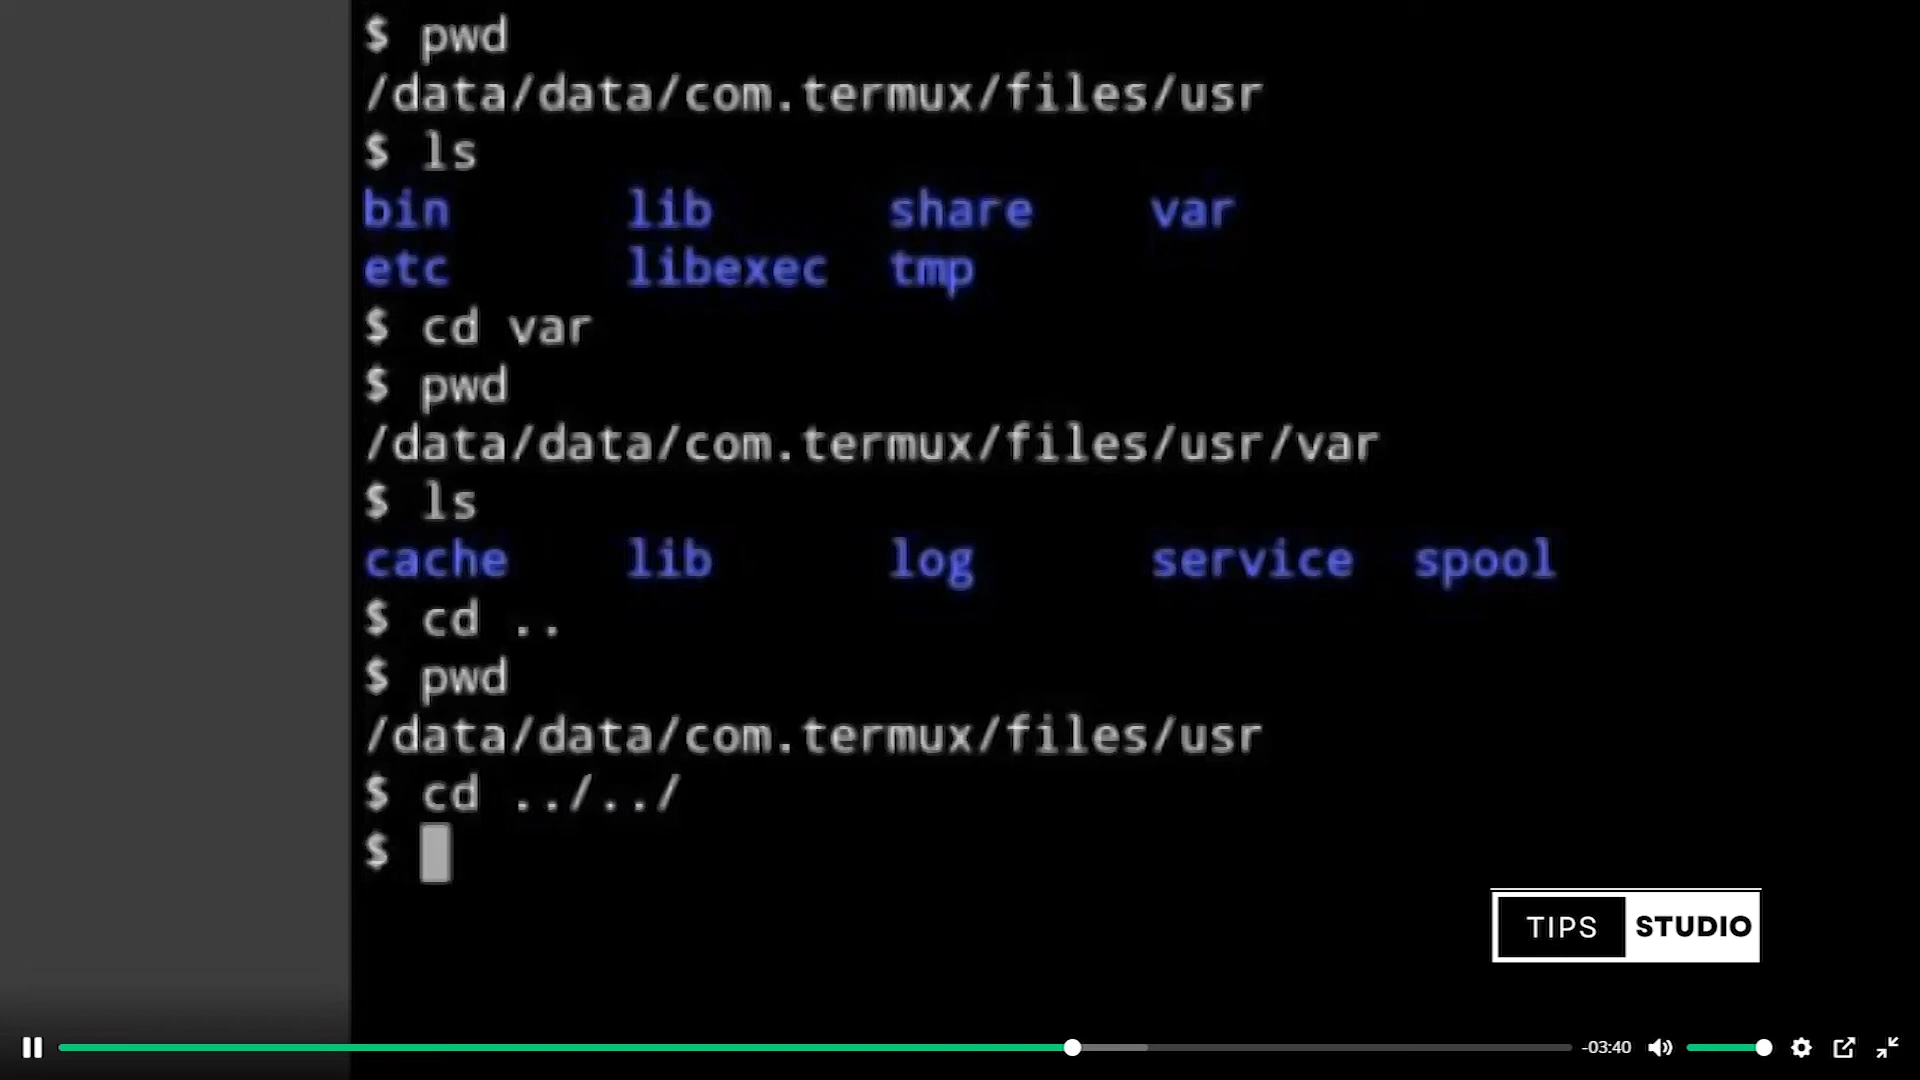 $ pwd
/data/data/com.termux/files/usr
$ ls
bin lib share var
etc libexec tmp
$ cd var
$ pwd
/data/data/com.termux/files/usr/var
$ ls
cache lib log service spool
$ cd ..
$ pwd
/data/data/com.termux/files/usr
$ cd ../../
$
TIPS STUDIO
-03:40